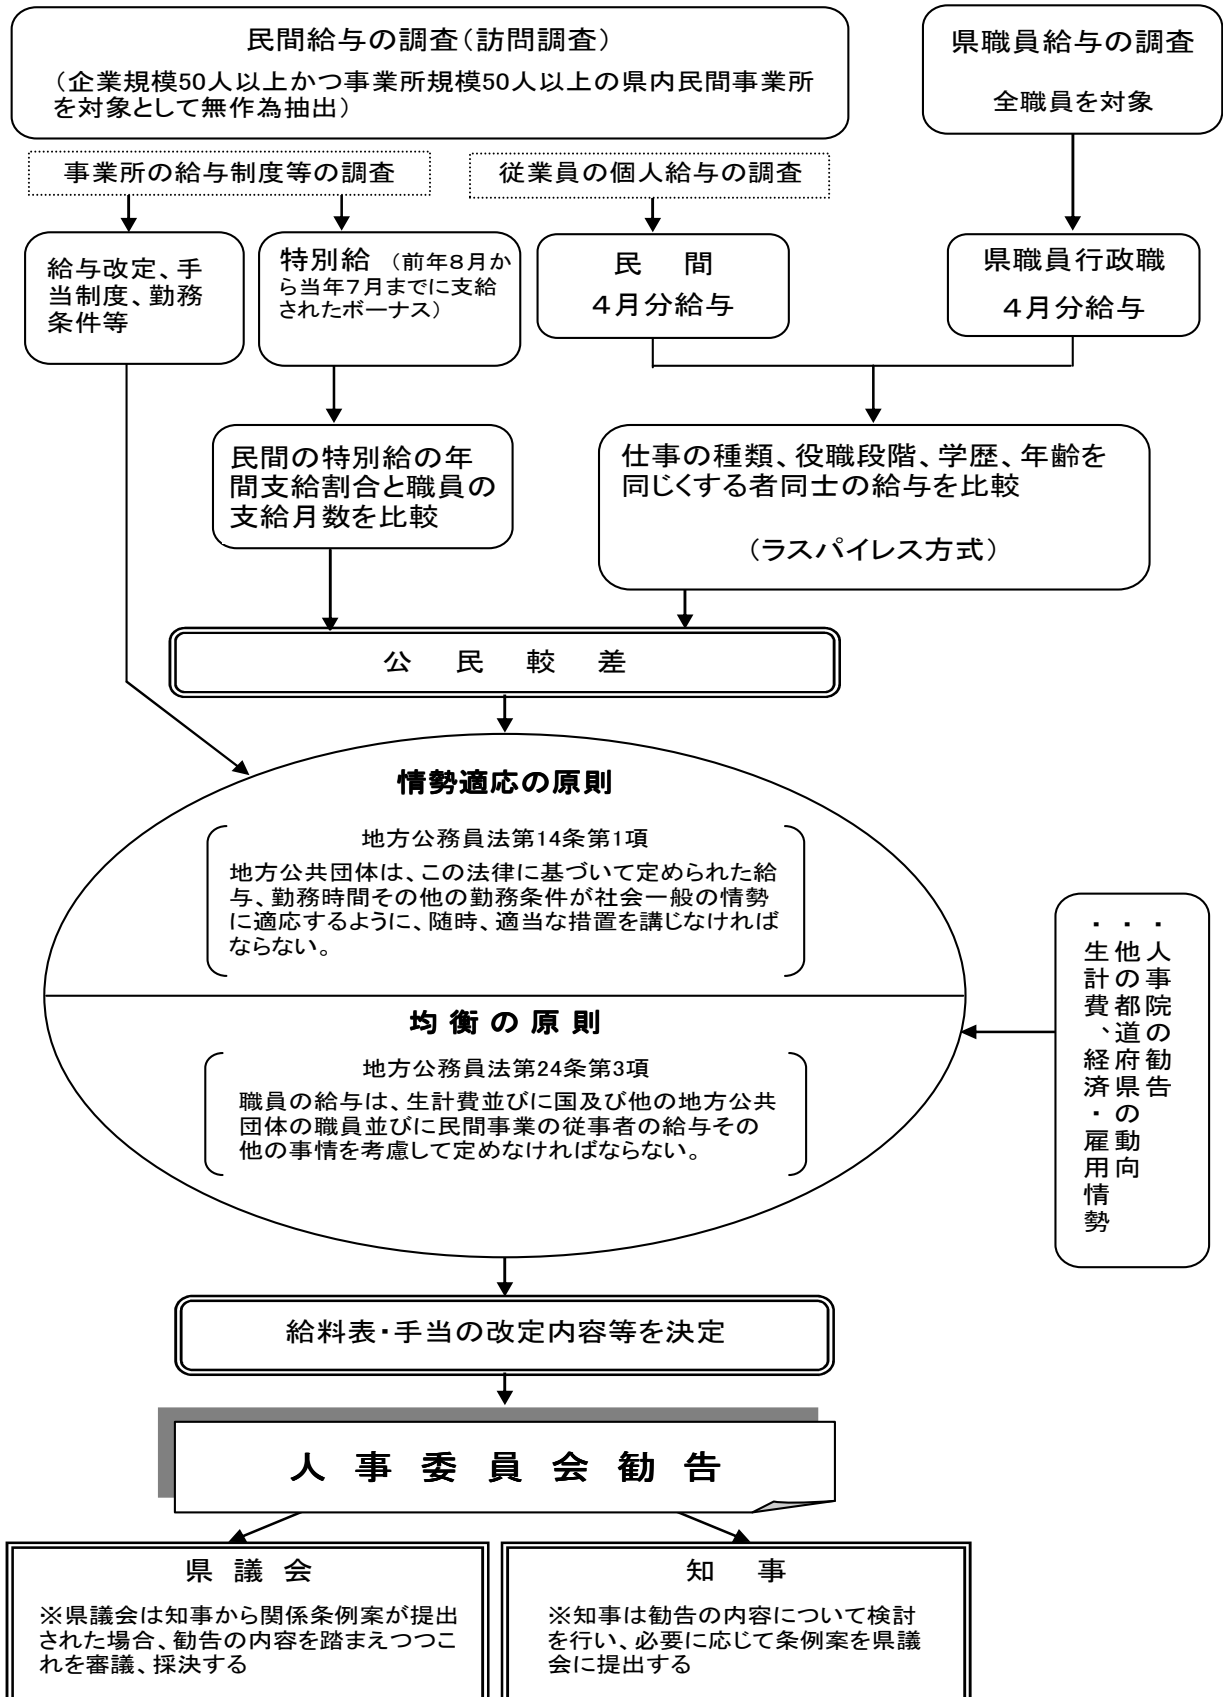 民間給与の調査（訪問調査）
（企業規模50人以上かつ事業所規模50人以上の県内民間事業所
を対象として無作為抽出）
県職員給与の調査
全職員を対象
事業所の給与制度等の調査
従業員の個人給与の調査
給与改定、手
当制度、勤務
条件等
特別給 （前年８月か
ら当年７月までに支給
されたボーナス）
民　間
４月分給与
県職員行政職
４月分給与
民間の特別給の年
間支給割合と職員の
支給月数を比較
仕事の種類、役職段階、学歴、年齢を
同じくする者同士の給与を比較
（ラスパイレス方式）
公　民　較　差
情勢適応の原則
地方公務員法第14条第1項
地方公共団体は、この法律に基づいて定められた給
与、勤務時間その他の勤務条件が社会一般の情勢
に適応するように、随時、適当な措置を講じなければ
ならない。
均 衡 の 原 則
地方公務員法第24条第3項
職員の給与は、生計費並びに国及び他の地方公共
団体の職員並びに民間事業の従事者の給与その
他の事情を考慮して定めなければならない。
・人事院の勧告
・他の都道府県の動向
・生計費、経済・雇用情勢
給料表・手当の改定内容等を決定
人 事 委 員 会 勧 告
県 議 会
※県議会は知事から関係条例案が提出
された場合、勧告の内容を踏まえつつこ
れを審議、採決する
知　事
※知事は勧告の内容について検討
を行い、必要に応じて条例案を県議
会に提出する